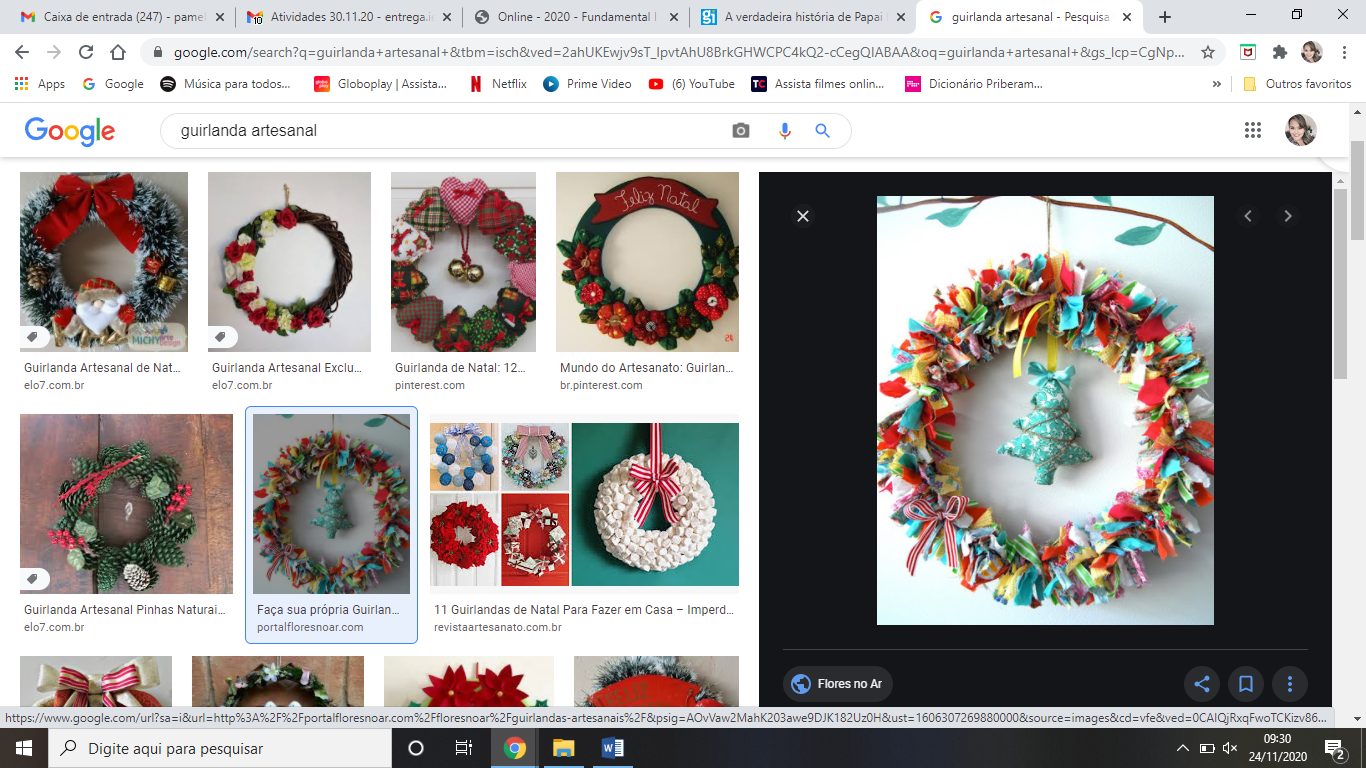 Caixa de entrada (247) - pamel
Atividades 30.11.20 - entrega.i
Online - 2020 - Fundamental I
A verdadeira história de Papai
guirlanda artesanal - Pesquisa
google.com/search?q=guirlanda+artesanal+&tbm=isch&ved=2ahUKEwjv9sT_lpvtAhU8BrkGHWCPC4kQ2-cCegQIABAA&oq=guirlanda+artesanal+&gs_lcp=CgNp...
Apps
Google
Música para todos...
Globoplay | Assista...
Netflix
Prime Video
(6) YouTube
Assista filmes onlin...
Dicionário Priberam...
»
Outros favoritos
Google
guirlanda artesanal
Feliz Natal
MICHY
Arte
Design
Guirlanda Artesanal de Nat...
elo7.com.br
Guirlanda Artesanal Exclu...
elo7.com.br
Guirlanda de Natal: 12...
pinterest.com
Mundo do Artesanato: Guirlan...
br.pinterest.com
Guirlanda Artesanal Pinhas Naturai...
elo7.com.br
Faça sua própria Guirlan...
portalfloresnoar.com
11 Guirlandas de Natal Para Fazer em Casa – Imperd...
revistaartesanato.com.br
Flores no Ar
https://www.google.com/url?sa=i&url=http%3A%2F%2Fportalfloresnoar.com%2Ffloresnoar%2Fguirlandas-artesanais%2F&psig=AOvVaw2MahK203awe9DJK182Uz0H&ust=1606307269880000&source=images&cd=vfe&ved=0CAIQjRxqFwoTCKizv86...
Digite aqui para pesquisar
09:30
24/11/2020
2